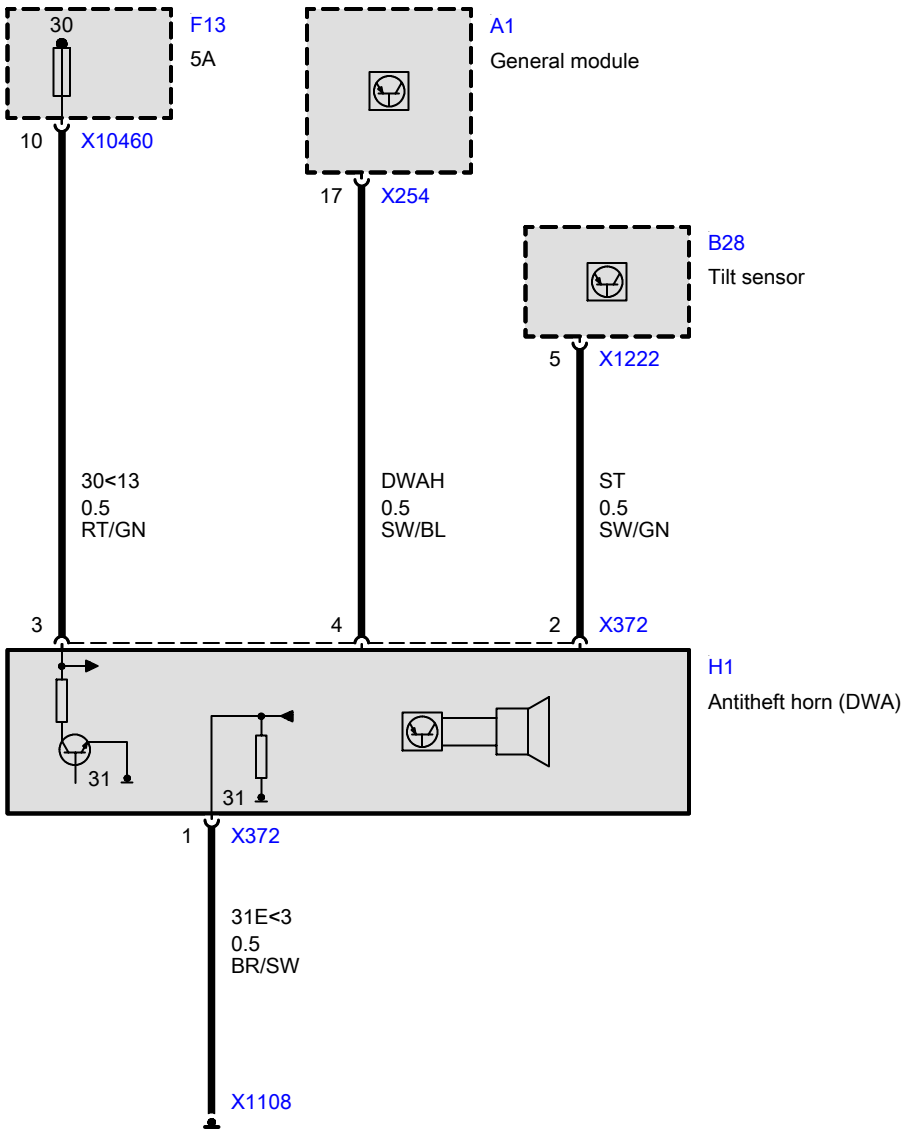 30
F13
5A
10 X10460
A1
General module
17 X254
B28
Tilt sensor
5 X1222
30<13
0.5
RT/GN
DWAH
0.5
SW/BL
ST
0.5
SW/GN
3 4 2 X372
H1
Antitheft horn (DWA)
31
31
1 X372
31E<3
0.5
BR/SW
X1108